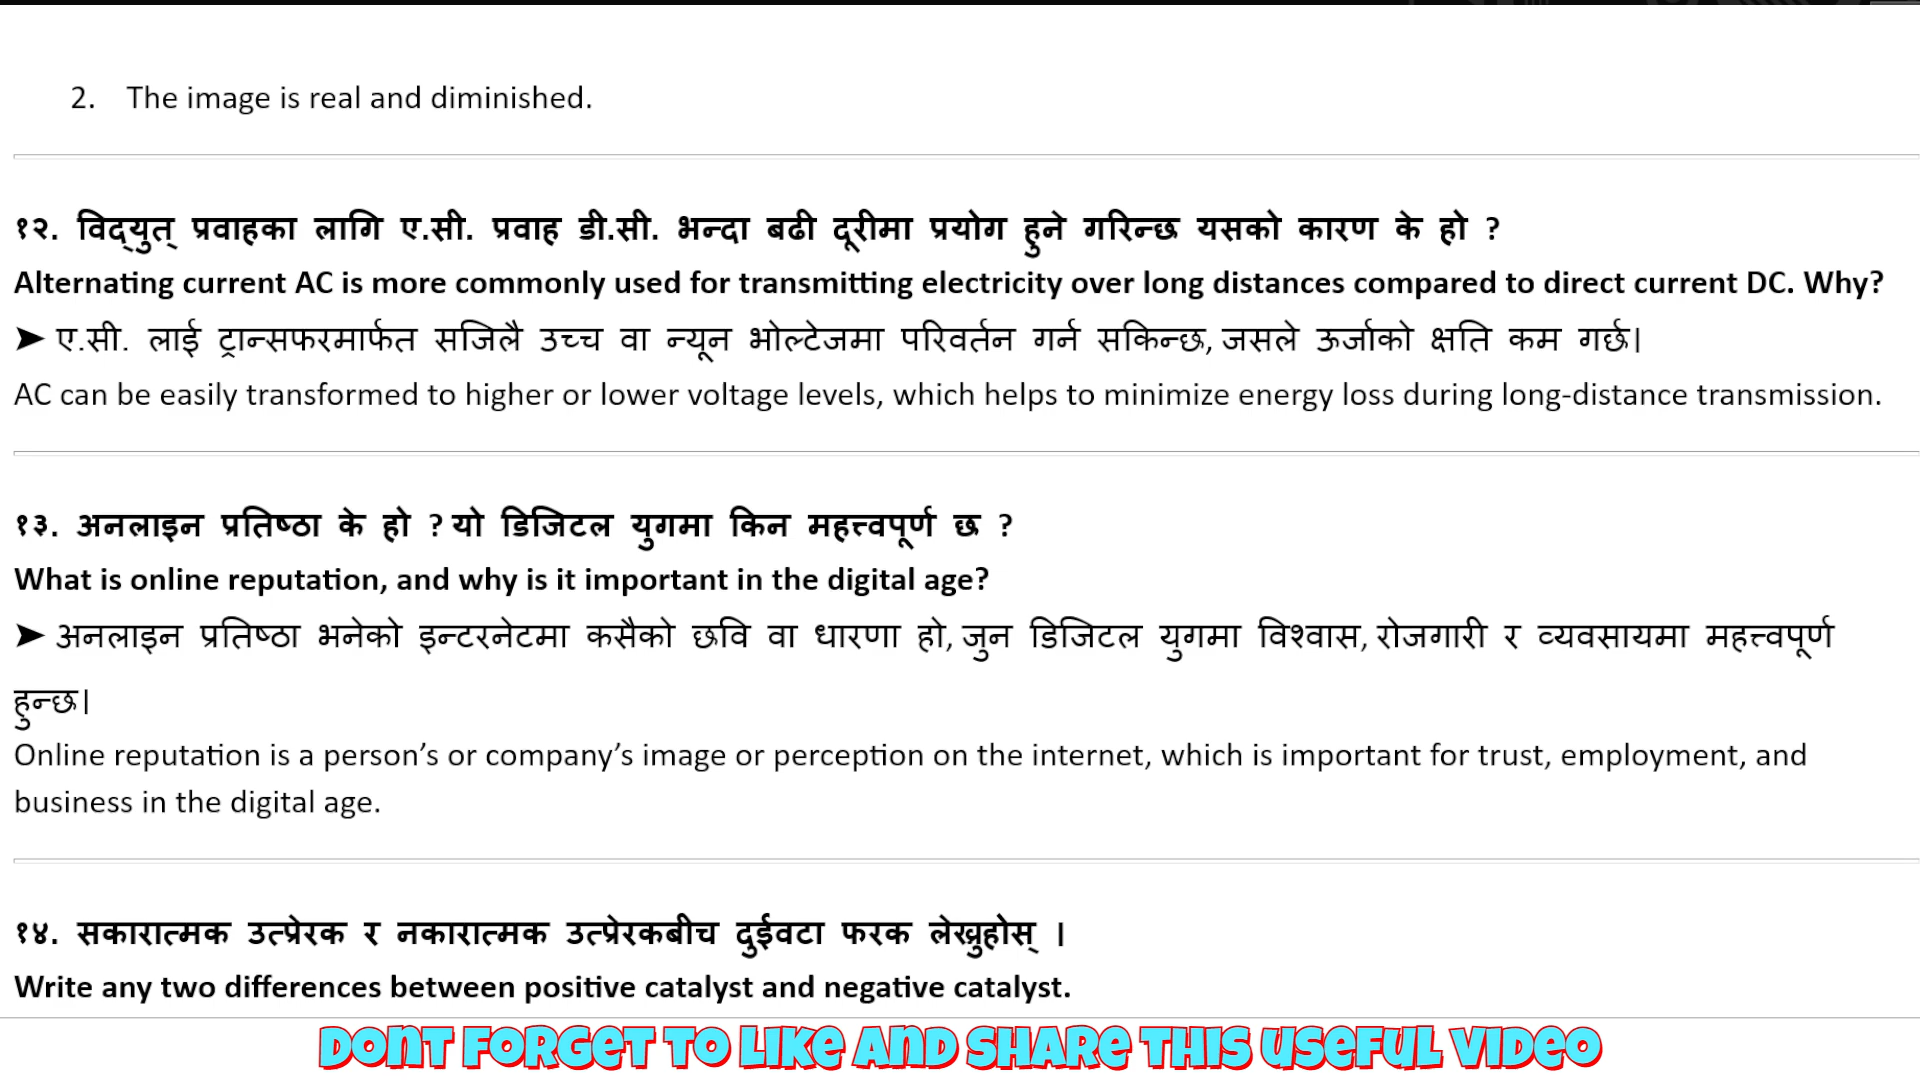 2. The image is real and diminished.
१२. विद्‌युत् प्रवाहका लागि ए.सी. प्रवाह डी.सी. भन्दा बढी दूरीमा प्रयोग हुने गरिन्छ यसको कारण के हो ?
Alternating current AC is more commonly used for transmitting electricity over long distances compared to direct current DC. Why?
➤ ए.सी. लाई ट्रान्सफरमार्फत सजिलै उच्च वा न्यून भोल्टेजमा परिवर्तन गर्न सकिन्छ, जसले ऊर्जाको क्षति कम गर्छ।
AC can be easily transformed to higher or lower voltage levels, which helps to minimize energy loss during long-distance transmission.
१३. अनलाइन प्रतिष्ठा के हो ? यो डिजिटल युगमा किन महत्त्वपूर्ण छ ?
What is online reputation, and why is it important in the digital age?
➤ अनलाइन प्रतिष्ठा भनेको इन्टरनेटमा कसैको छवि वा धारणा हो, जुन डिजिटल युगमा विश्वास, रोजगारी र व्यवसायमा महत्त्वपूर्ण
हुन्छ।
Online reputation is a person’s or company’s image or perception on the internet, which is important for trust, employment, and
business in the digital age.
१४. सकारात्मक उत्प्रेरक र नकारात्मक उत्प्रेरकबीच दुईवटा फरक लेख्नुहोस् ।
Write any two differences between positive catalyst and negative catalyst.
DONT FORGET TO LIKE AND SHARE THIS USEFUL VIDEO